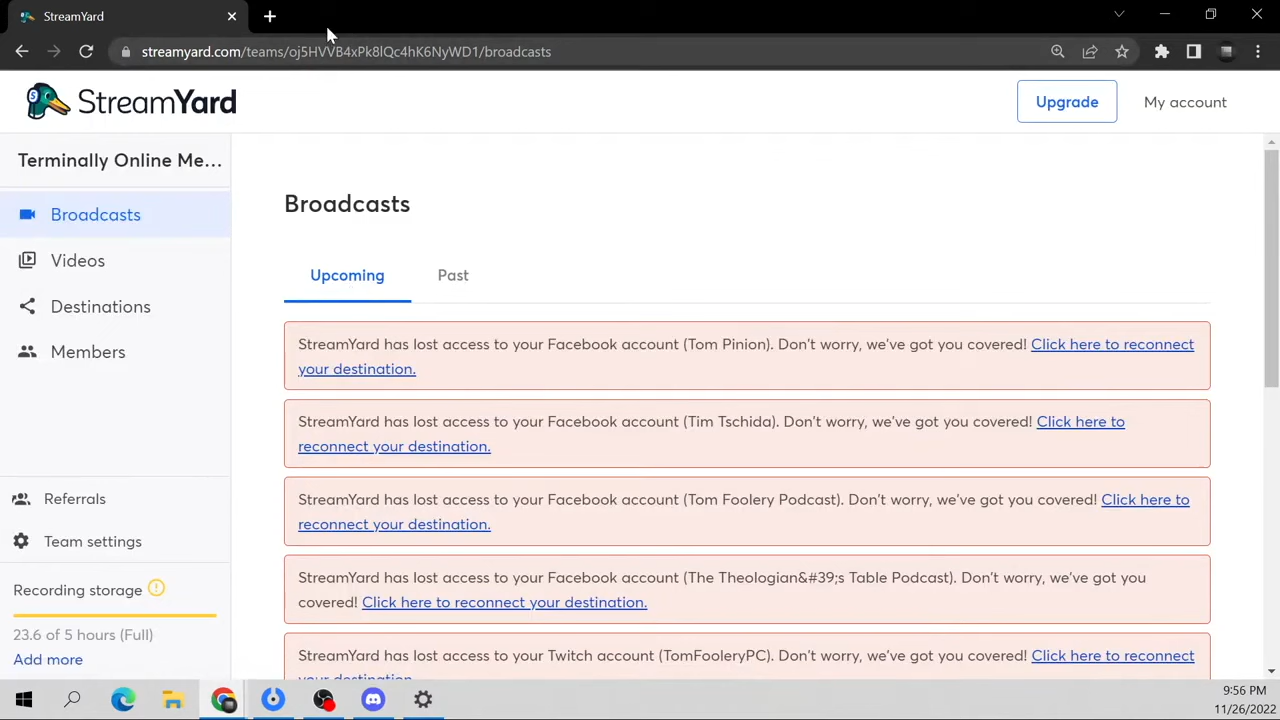 StreamYard
streamyard.com/teams/oj5HVVB4xPk8lQc4hK6NyWD1/broadcasts
StreamYard
Upgrade
My account
Terminally Online Me...
Broadcasts
Videos
Destinations
Members
Referrals
Team settings
Recording storage
23.6 of 5 hours (Full)
Add more
Broadcasts
Upcoming
Past
StreamYard has lost access to your Facebook account (Tom Pinion). Don't worry, we've got you covered! Click here to reconnect
your destination.
StreamYard has lost access to your Facebook account (Tim Tschida). Don't worry, we've got you covered! Click here to
reconnect your destination.
StreamYard has lost access to your Facebook account (Tom Foolery Podcast). Don't worry, we've got you covered! Click here to
reconnect your destination.
StreamYard has lost access to your Facebook account (The Theologian&#39;s Table Podcast). Don't worry, we've got you
covered! Click here to reconnect your destination.
StreamYard has lost access to your Twitch account (TomFooleryPC). Don't worry, we've got you covered! Click here to reconnect
your destination.
9:56 PM
11/26/2022